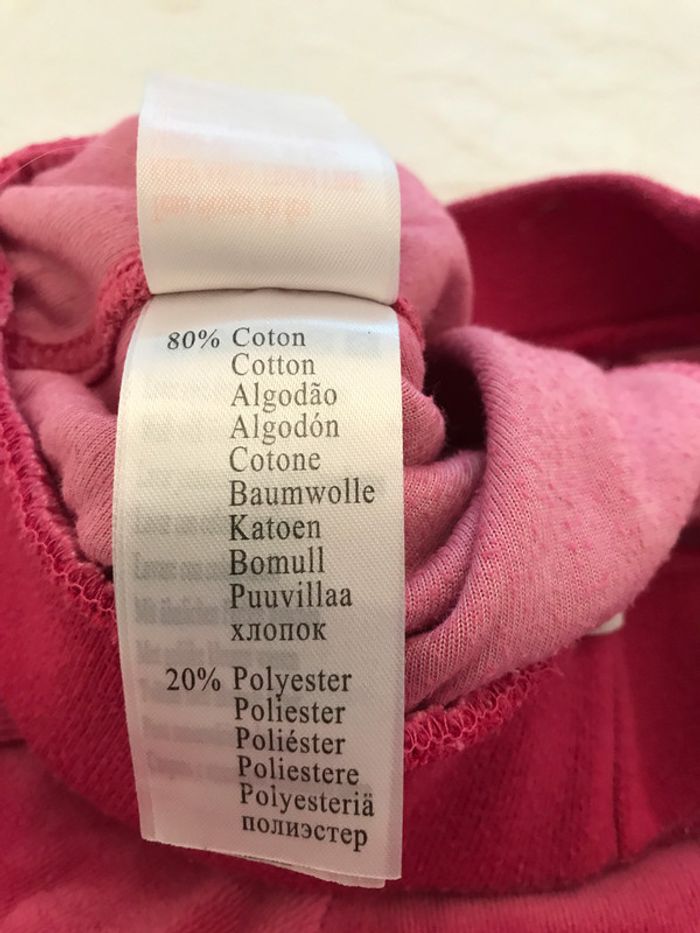 80% Coton
Cotton
Algodão
Algodón
Cotone
Baumwolle
Katoen
Bomull
Puuvillaa
хлопок
20% Polyester
Poliester
Poliéster
Poliestere
Polyesteriä
полиэстер